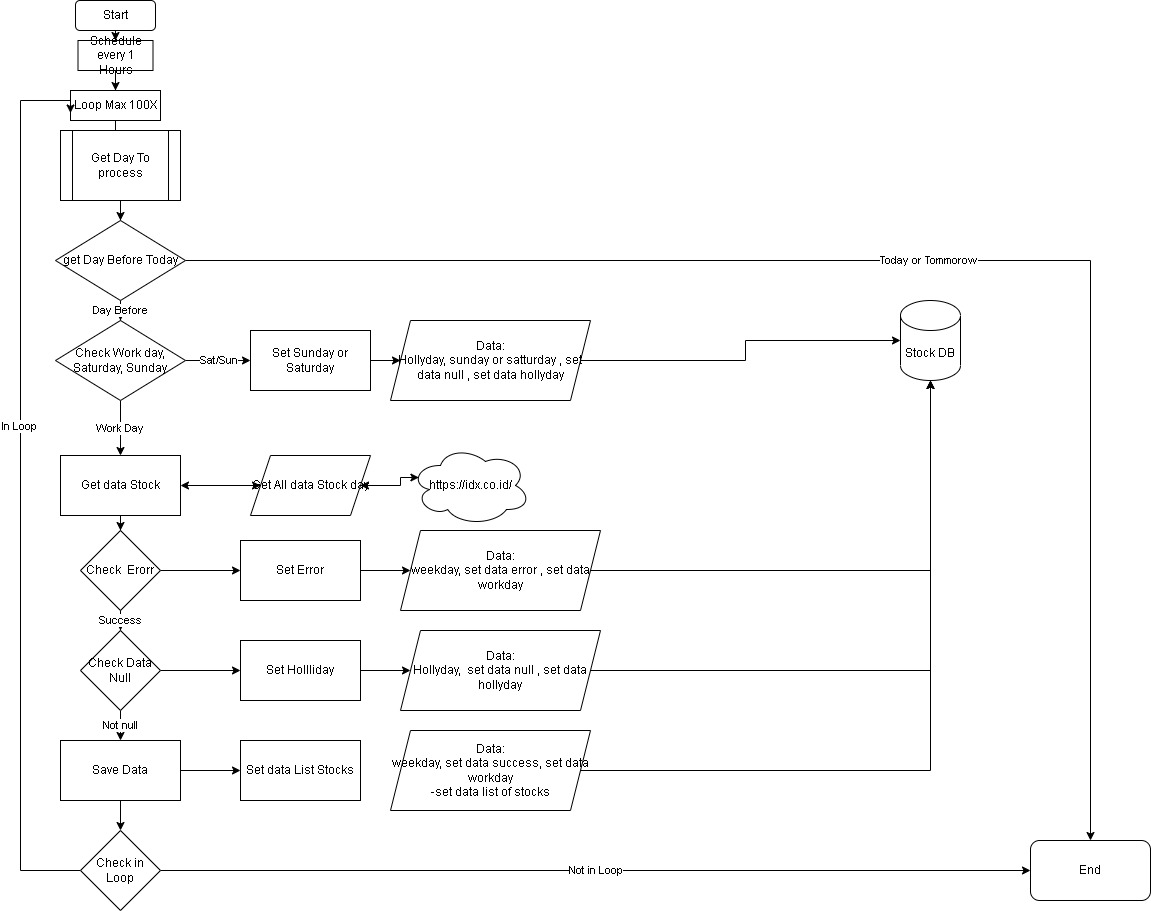 Start
Schedule
every 1
Hours
Loop Max 100X
Get Day To
process
get Day Before Today
Today or Tommorow
Day Before
Check Work day,
Saturday, Sunday
Sat/Sun
Set Sunday or
Saturday
Data:
Hollyday, sunday or satturday , set
data null , set data hollyday
Stock DB
In Loop
Work Day
Get data Stock
Get All data Stock day
https://idx.co.id/
Check Erorr
Set Error
Data:
weekday, set data error , set data
workday
Success
Check Data
Null
Set Hollliday
Data:
Hollyday, set data null , set data
hollyday
Not null
Save Data
Set data List Stocks
Data:
weekday, set data success, set data
workday
-set data list of stocks
Check in
Loop
Not in Loop
End